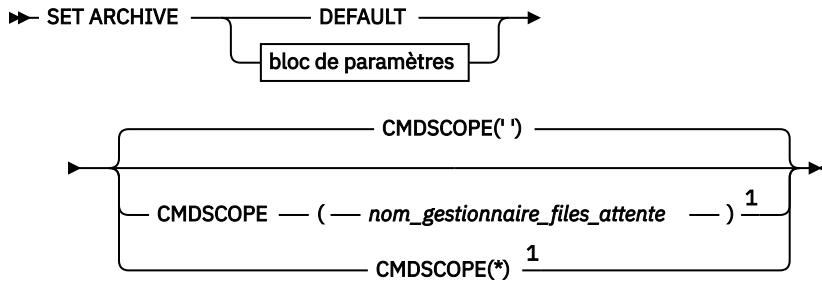 SET ARCHIVE DEFAULT
bloc de paramètres
CMDSCOPE(' ')
CMDSCOPE ( nom_gestionnaire_files_attente ) 1
CMDSCOPE(*) 1